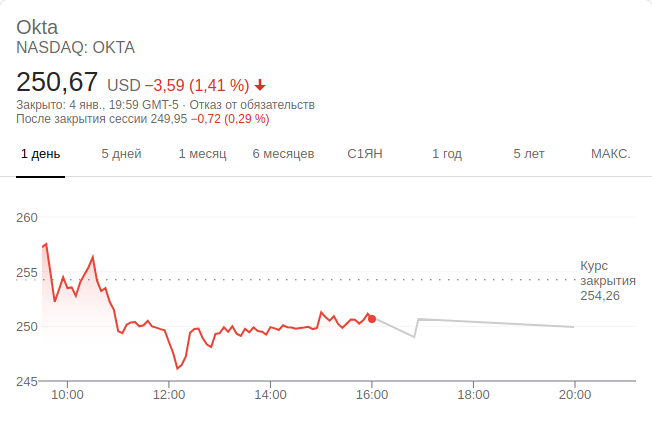 Okta
NASDAQ: OKTA
250,67 USD −3,59 (1,41 %)
Закрыто: 4 янв., 19:59 GMT-5 · Отказ от обязательств
После закрытия сессии 249,95 −0,72 (0,29 %)
1 день 5 дней 1 месяц 6 месяцев С1ЯН 1 год 5 лет МАКС.
260
255
250
245
Курс
закрытия
254,26
10:00 12:00 14:00 16:00 18:00 20:00